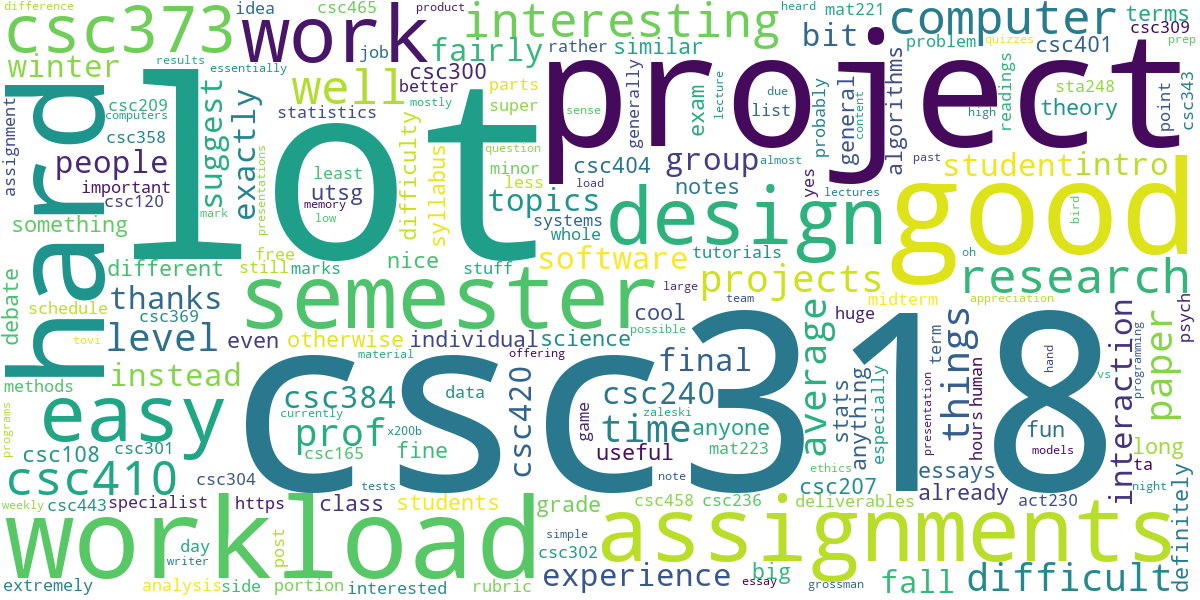 difference
csc465
product
idea
csc373
work
interesting
heard
mat221
computer
terms
job
rather
similar
bit
problem
csc309
winter
fairly
csc401
quizzes
prep
results
essentially
well
csc300
better
project
parts
algorithms
theory
sta248
csc343
hard
lot
assignment
csc209
computers
csc358
suggest
exactly
statistics
mostly
super
sense
generally
exam
lecture
due
list
probably
general
content
high
readings
point
people
important
csc120
utsg
least
memory
low
difficulty
syllabus
question
minor
less
csc404
load
group
almost
yes
past
student
intro
mark
presentations
topics
notes
lectures
good
bird
something
systems
whole
design
tutorials
oh
different
free
still
marks
nice
stuff
software
projects
research
debate
schedule
thanks
csc369
semester
large
team
midterm
appreciation
psych
level
tovi
even
otherwise
individual
science
cool
possible
average
huge
things
term
human
interaction
programming
vs
paper
methods
instead
material
offering
final
csc318
hand
easy
csc384
currently
data
csc420
csc240
stats
anything
especially
presentation
hours
programs
csc108
csc301
prof
x200b
csc165
fine
game
time
zaleski
anyone
useful
mat223
fun
models
long
ta
csc410
csc304
tests
note
ethics
csc207
essays
already
act230
night
definitely
weekly
csc443
specialist
https
class
students
grade
csc458
csc236
deliverables
workload
assignments
day
writer
post
csc302
simple
extremely
analysis
side
portion
interested
rubric
experience
essay
big
grossman
fall
difficult